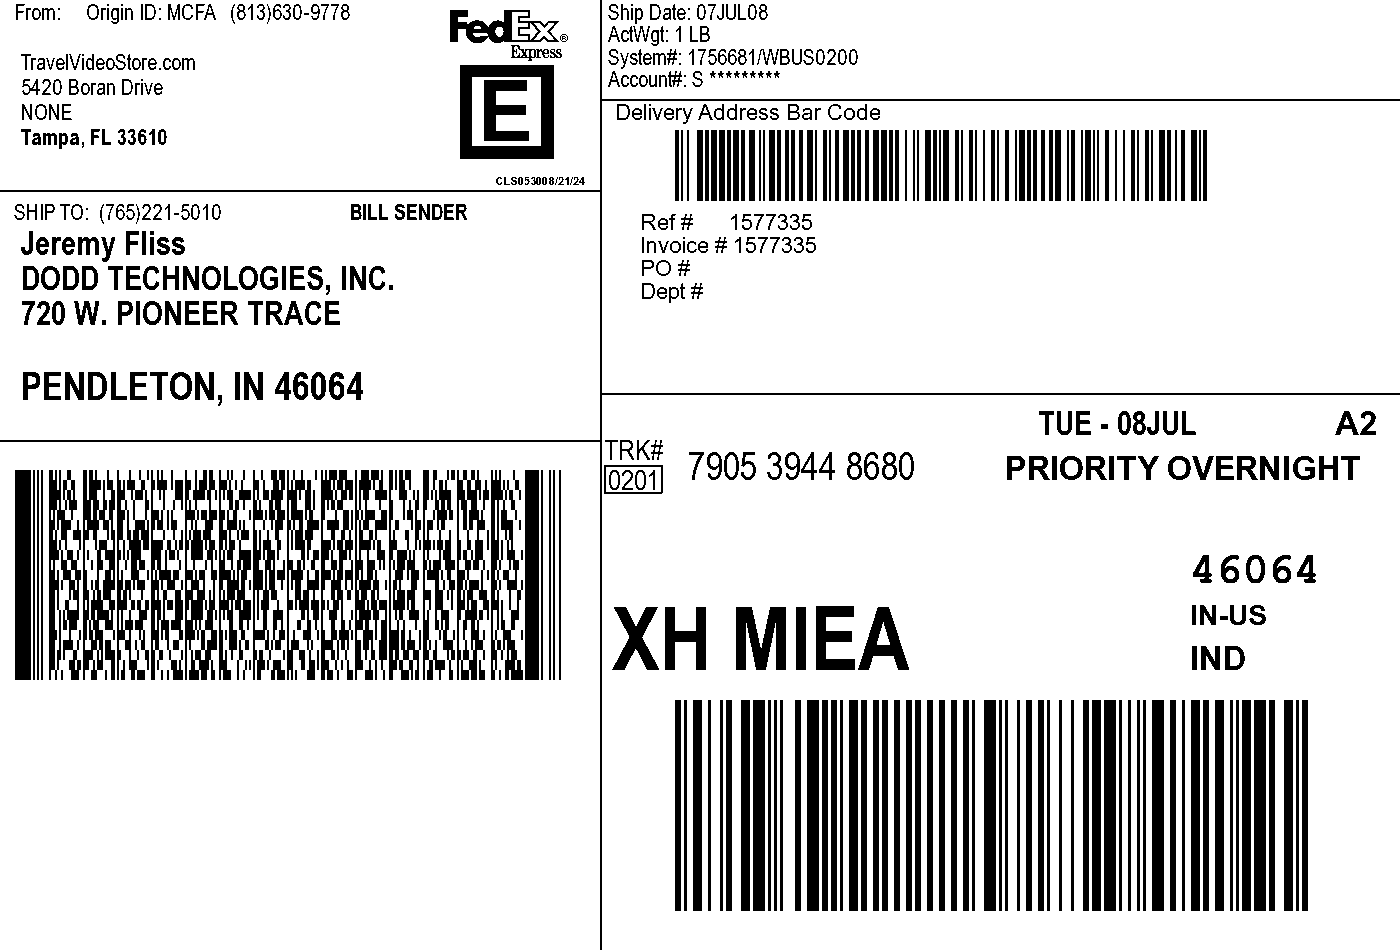 From: Origin ID: MCFA (813)630-9778
TravelVideoStore.com
5420 Boran Drive
NONE
Tampa, FL 33610
FedEx®
Express
E
CLS053008/21/24
Ship Date: 07JUL08
ActWgt: 1 LB
System#: 1756681/WBUS0200
Account#: S *********
Delivery Address Bar Code
Ref # 1577335
Invoice # 1577335
PO #
Dept #
SHIP TO: (765)221-5010 BILL SENDER
Jeremy Fliss
DODD TECHNOLOGIES, INC.
720 W. PIONEER TRACE
PENDLETON, IN 46064
TUE - 08JUL A2
TRK# 7905 3944 8680 PRIORITY OVERNIGHT
0201
46064
IN-US
XH MIEA IND